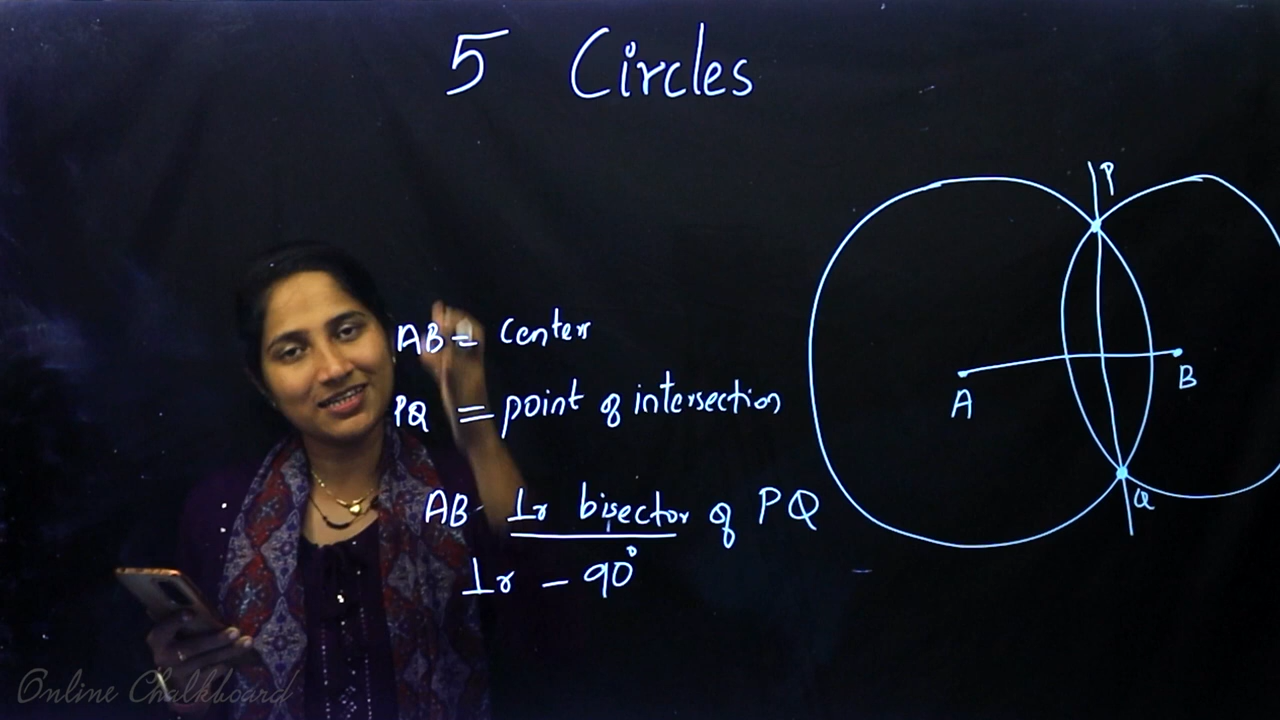 5 Circles
P
AB = Center
B
A
PQ = point of intersection
AB - ⊥r bisector of PQ
Q
⊥r - 90°
Online Chalkboard